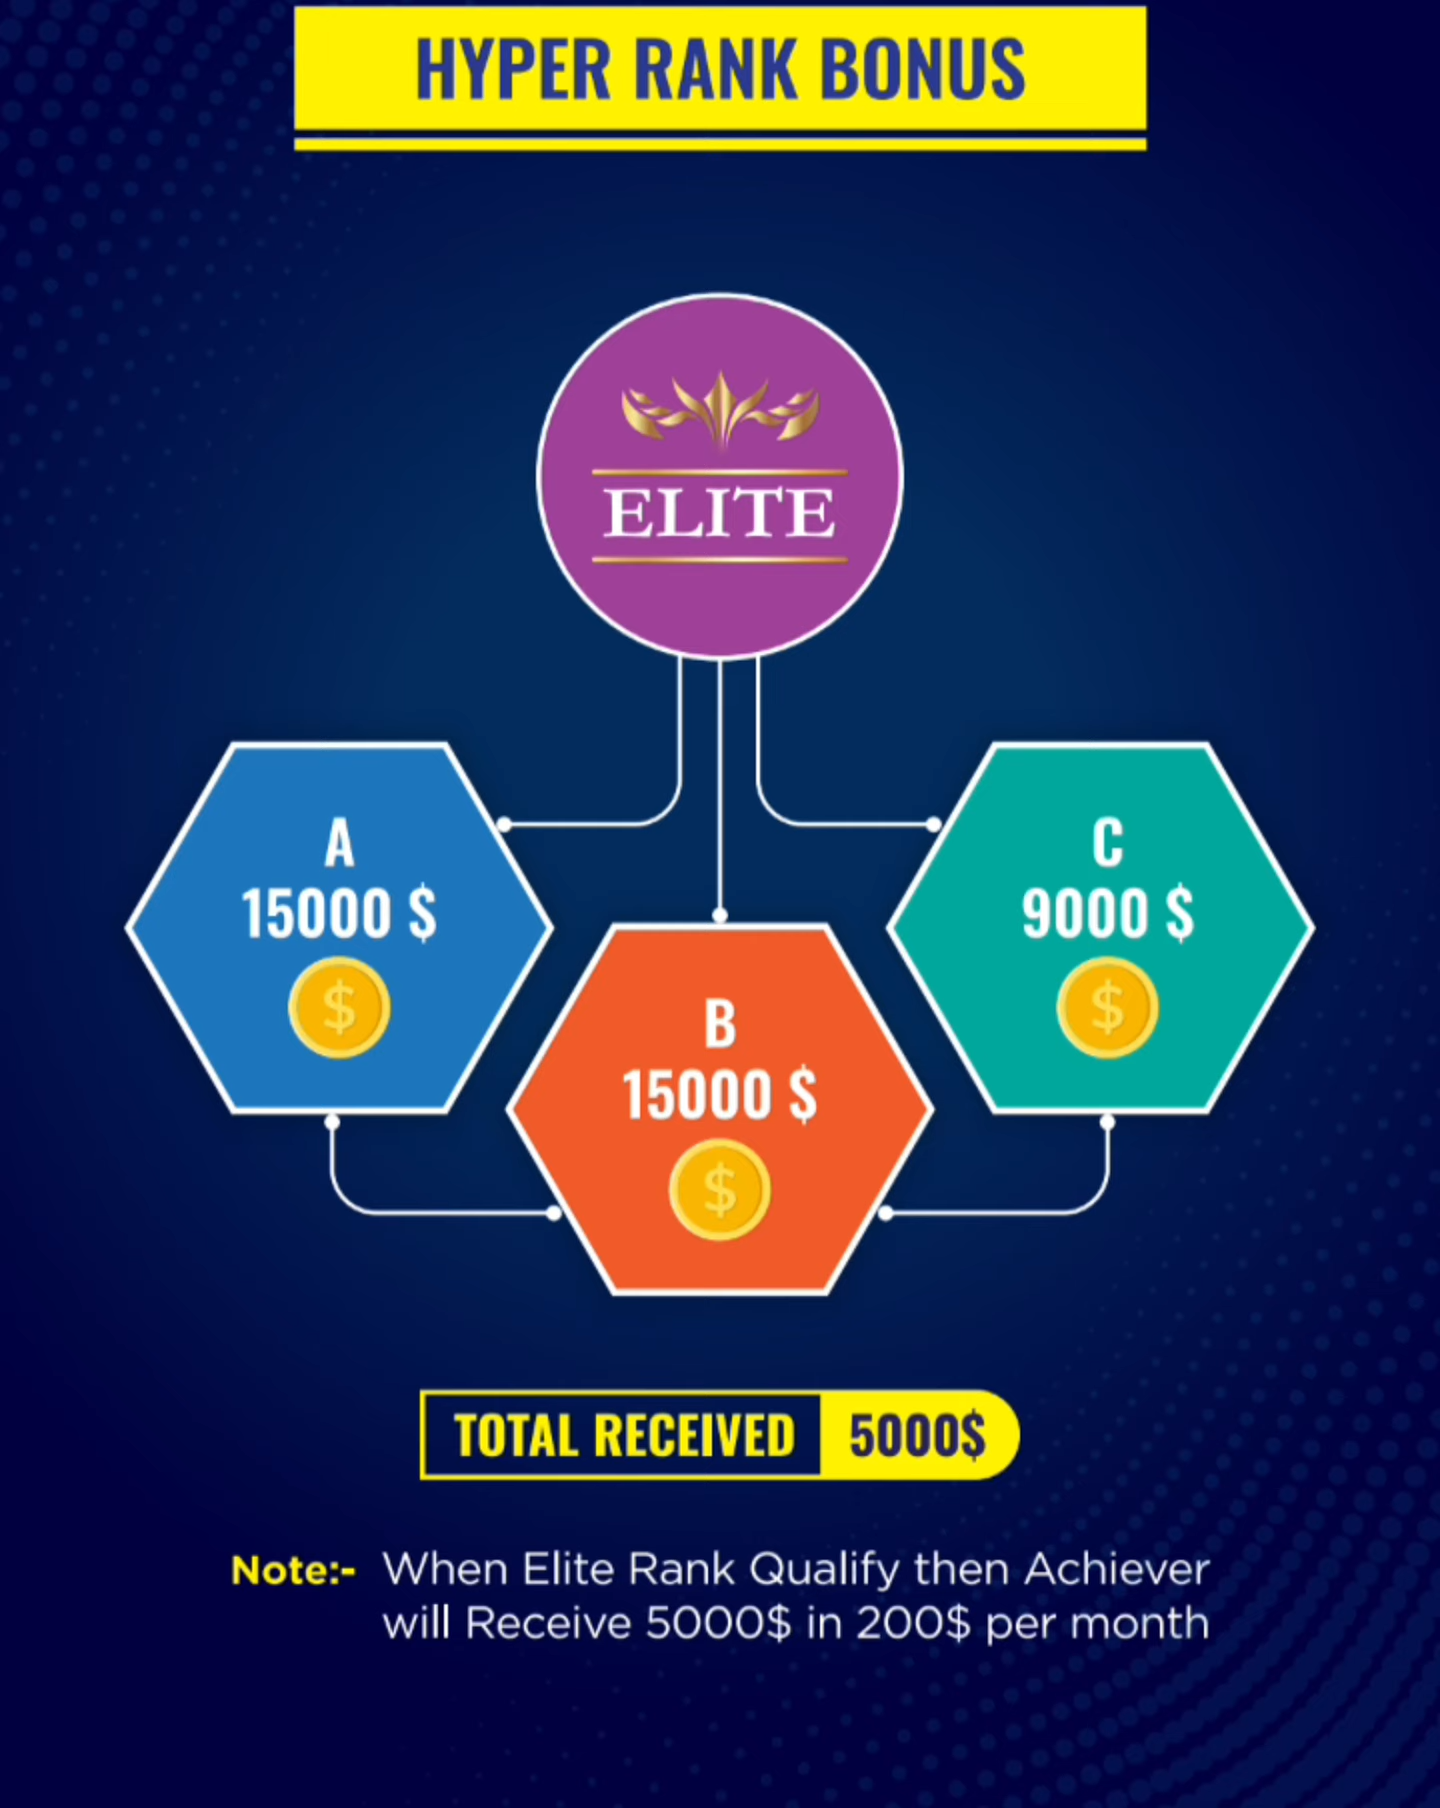 HYPER RANK BONUS
ELITE
A
15000 $
$
C
9000 $
$
B
15000 $
$
TOTAL RECEIVED 5000$
Note:- When Elite Rank Qualify then Achiever
will Receive 5000$ in 200$ per month